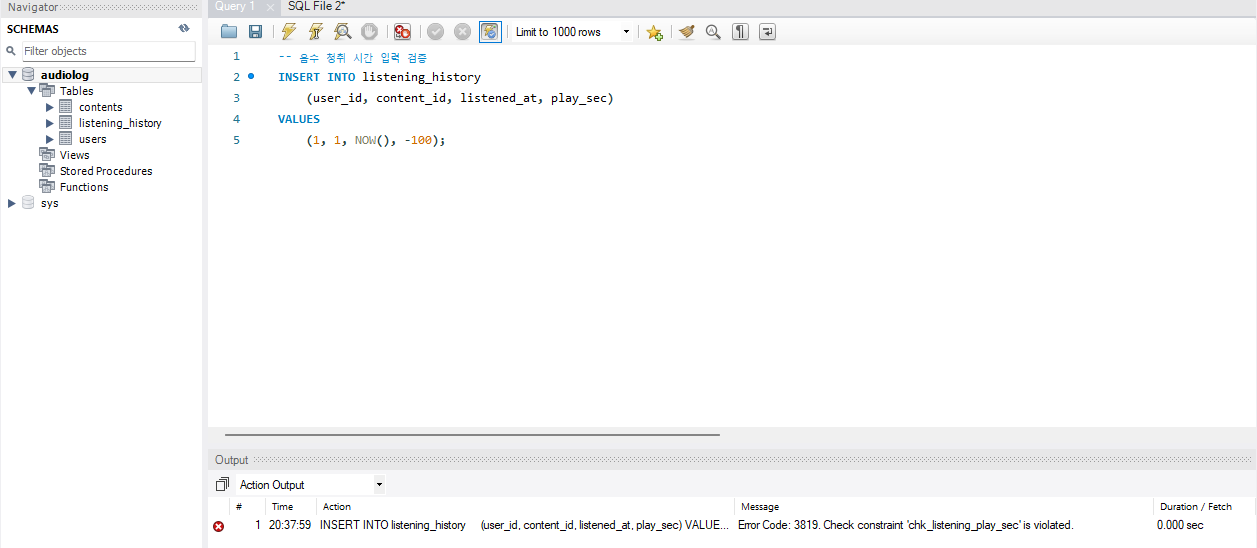 Navigator
Query 1
SQL File 2*
SCHEMAS
Filter objects
audiolog
Tables
contents
listening_history
users
Views
Stored Procedures
Functions
sys
Limit to 1000 rows
1 -- 음수 청취 시간 입력 검증
2 INSERT INTO listening_history
3 (user_id, content_id, listened_at, play_sec)
4 VALUES
5 (1, 1, NOW(), -100);
Output
Action Output
# Time Action Message Duration / Fetch
1 20:37:59 INSERT INTO listening_history (user_id, content_id, listened_at, play_sec) VALUE... Error Code: 3819. Check constraint 'chk_listening_play_sec' is violated. 0.000 sec